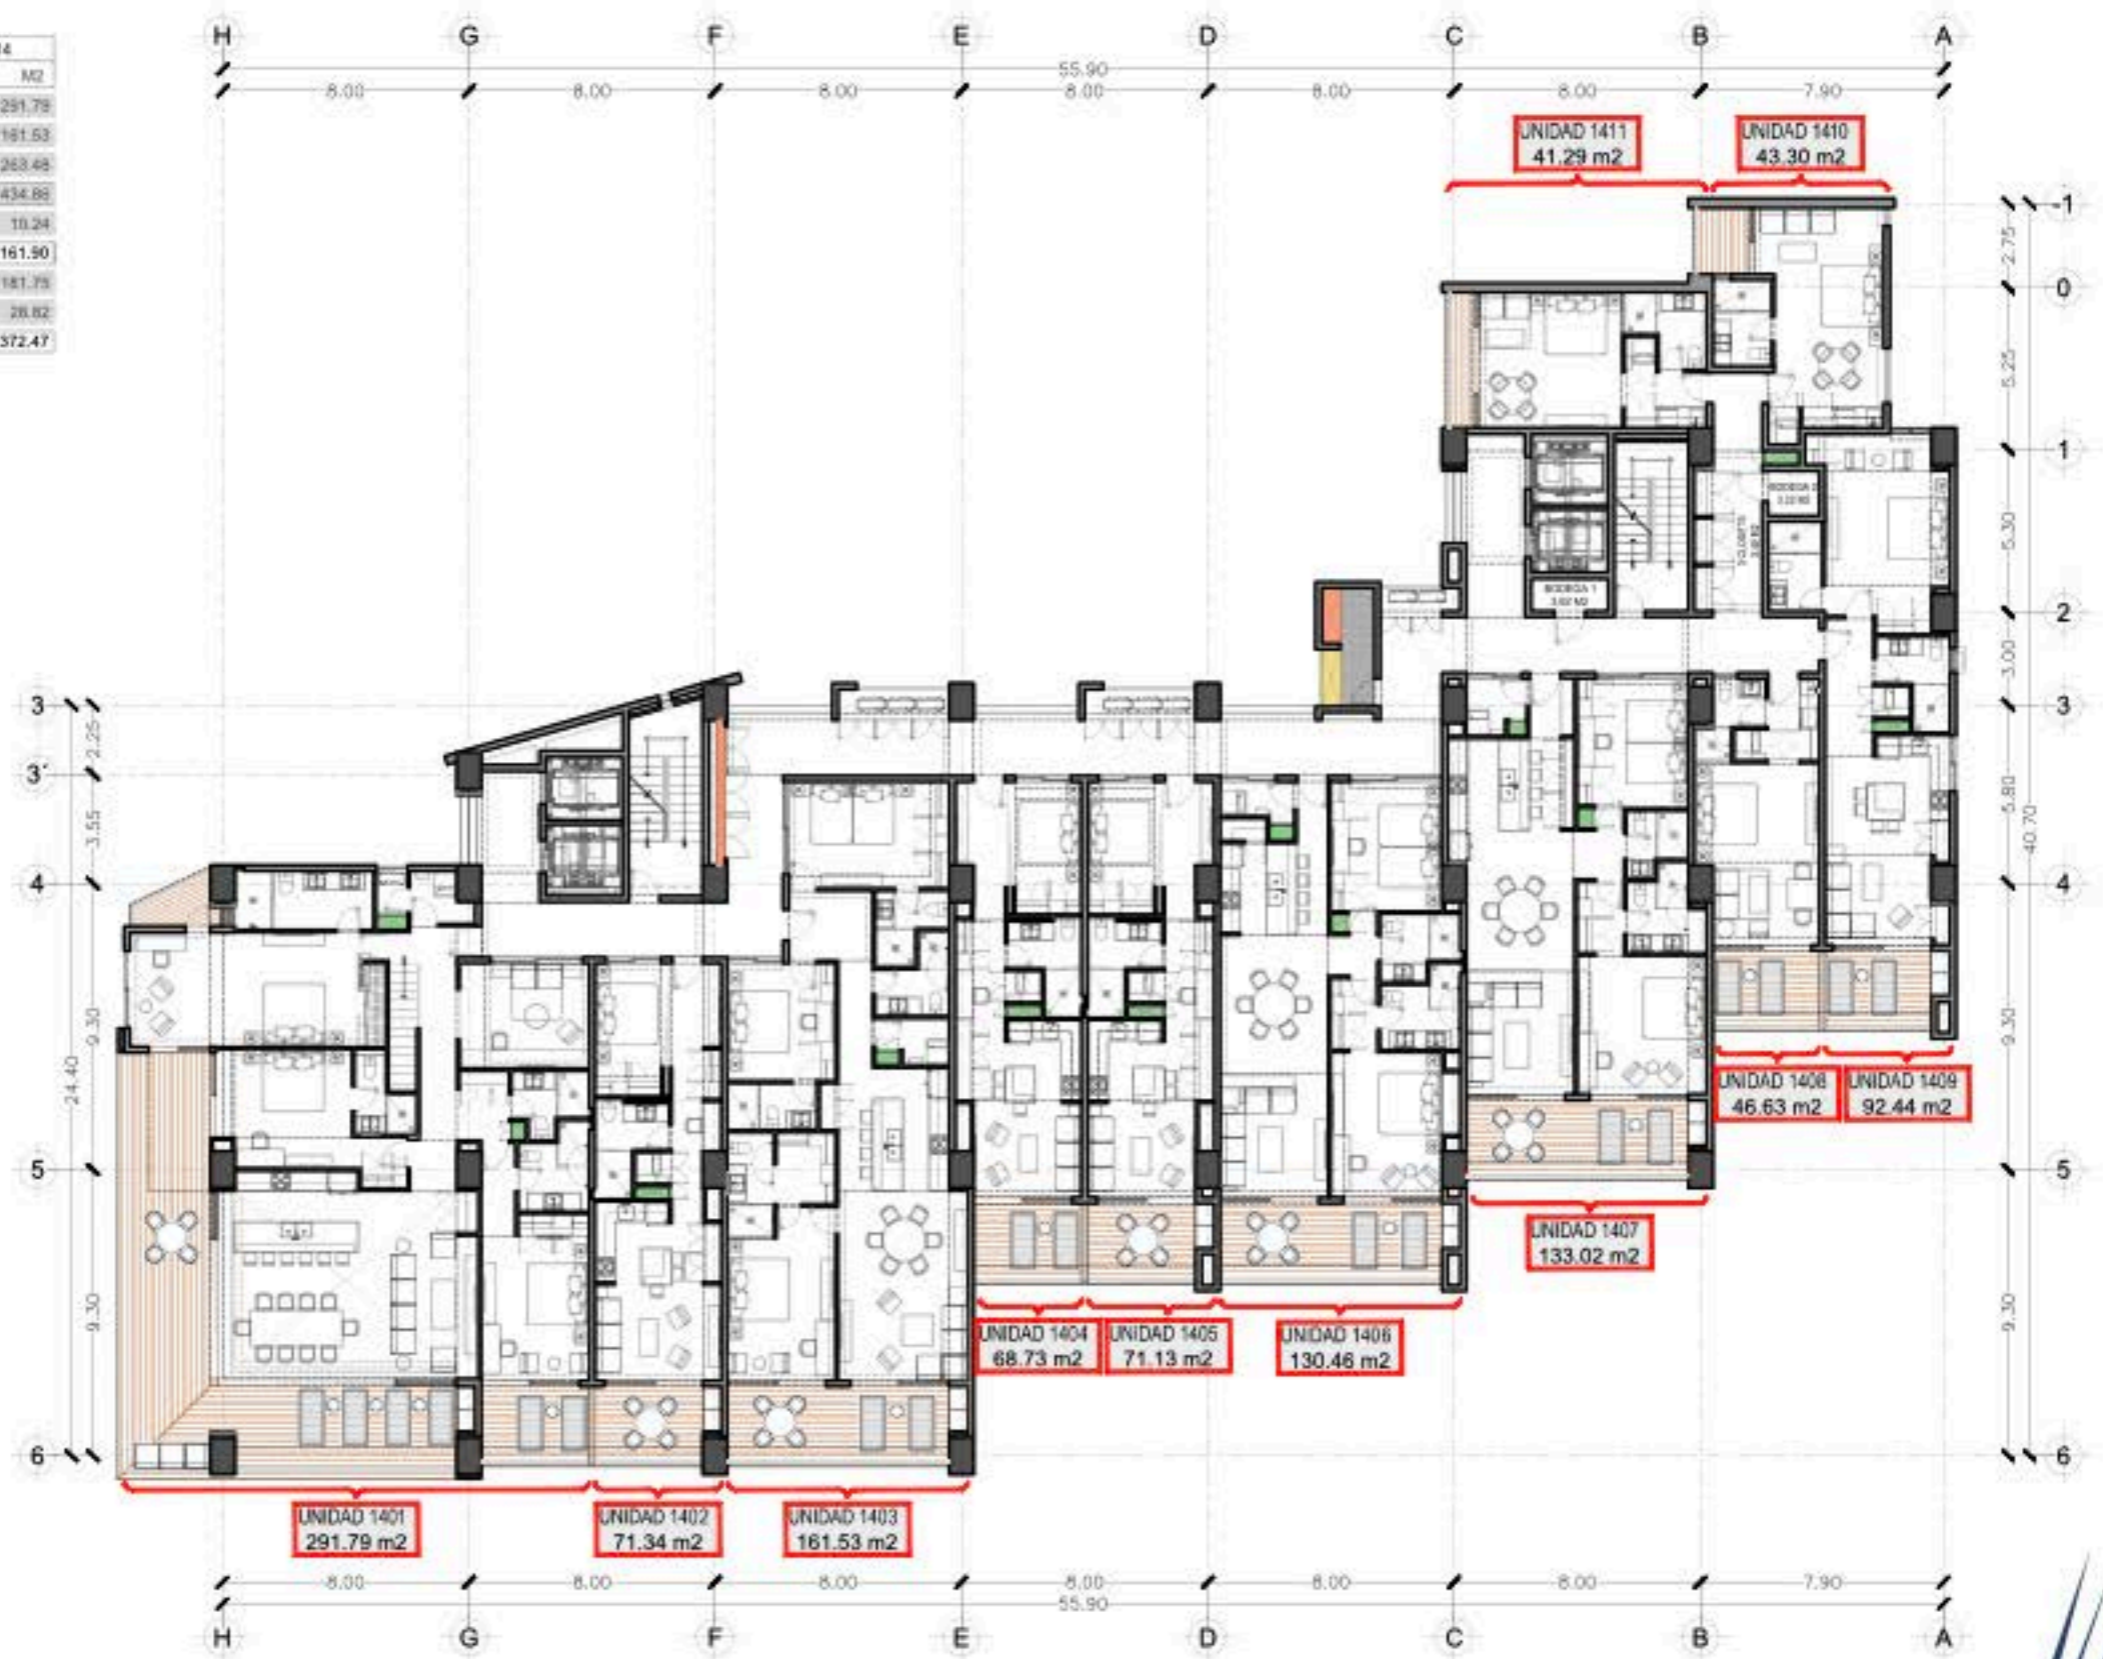 H G F E D C B A
55.90
8.00 8.00 8.00 8.00 8.00 8.00 7.90
M2
291.79
161.53
263.48
434.86
10.24
161.90
181.75
28.82
372.47
UNIDAD 1411
41.29 m2
UNIDAD 1410
43.30 m2
-1
2.75
0
5.25
1
5.30
2
3.00
3
5.80
40.70
4
9.30
5
9.30
6
3
2.25
3'
3.55
4
9.30
24.40
5
9.30
6
BODEGA 1
3.62 M2
UNIDAD 1408
46.63 m2
UNIDAD 1409
92.44 m2
UNIDAD 1407
133.02 m2
UNIDAD 1404
68.73 m2
UNIDAD 1405
71.13 m2
UNIDAD 1406
130.46 m2
UNIDAD 1401
291.79 m2
UNIDAD 1402
71.34 m2
UNIDAD 1403
161.53 m2
8.00 8.00 8.00 8.00 8.00 8.00 7.90
55.90
H G F E D C B A